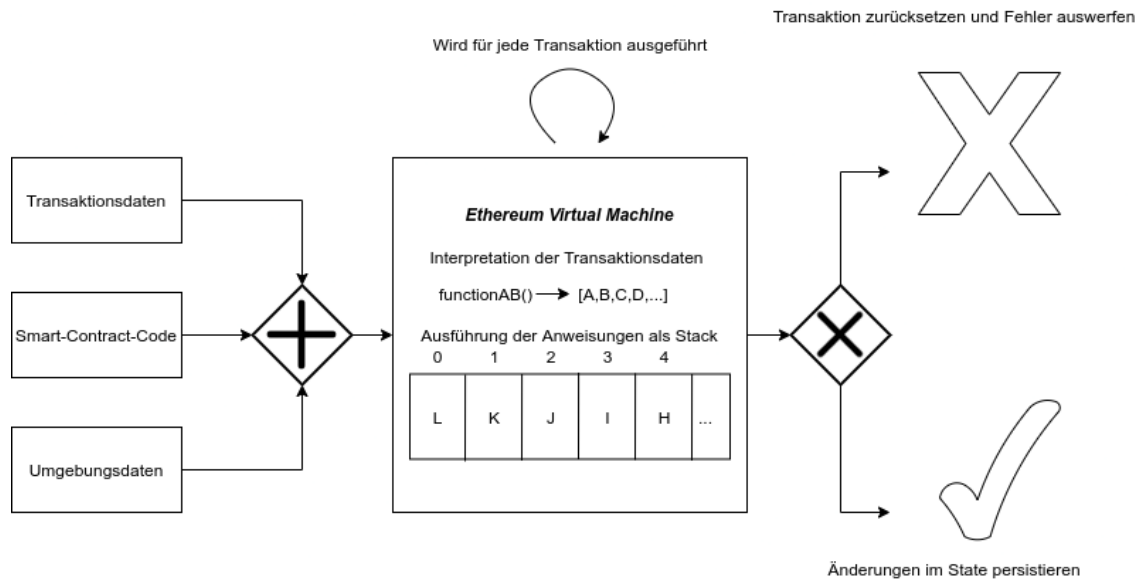 Transaktion zurücksetzen und Fehler auswerfen
Wird für jede Transaktion ausgeführt
Transaktionsdaten
Smart-Contract-Code
Umgebungsdaten
Ethereum Virtual Machine
Interpretation der Transaktionsdaten
functionAB() [A,B,C,D,...]
Ausführung der Anweisungen als Stack
0 1 2 3 4
L K J I H ...
Änderungen im State persistieren